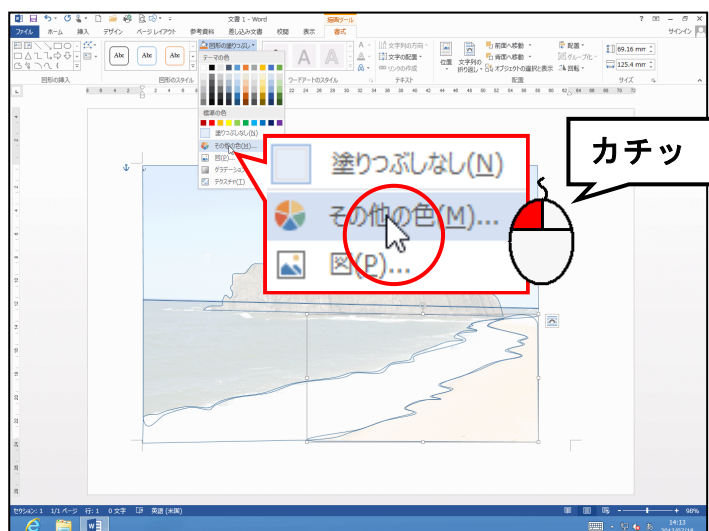 文書 1 - Word
描画ツール
ファイル ホーム 挿入 デザイン ページ レイアウト 参考資料 差し込み文書 校閲 表示 書式 サインイン
図形の塗りつぶし
Abc Abc Abc
A A A
文字列の方向
文字の配置
リンクの作成
位置 文字列の折り返し
前面へ移動
背面へ移動
オブジェクトの選択と表示
配置
グループ化
回転
69.16 mm
125.4 mm
図形の挿入 図形のスタイル ワードアートのスタイル テキスト 配置 サイズ
テーマの色
標準の色
塗りつぶしなし(N)
その他の色(M)...
図(P)...
グラデーション
テクスチャ(T)
塗りつぶしなし(N)
その他の色(M)...
図(P)...
カチッ
セクション: 1 1/1 ページ 行: 1 0 文字 英語 (米国)
98%
14:13
2017/07/18